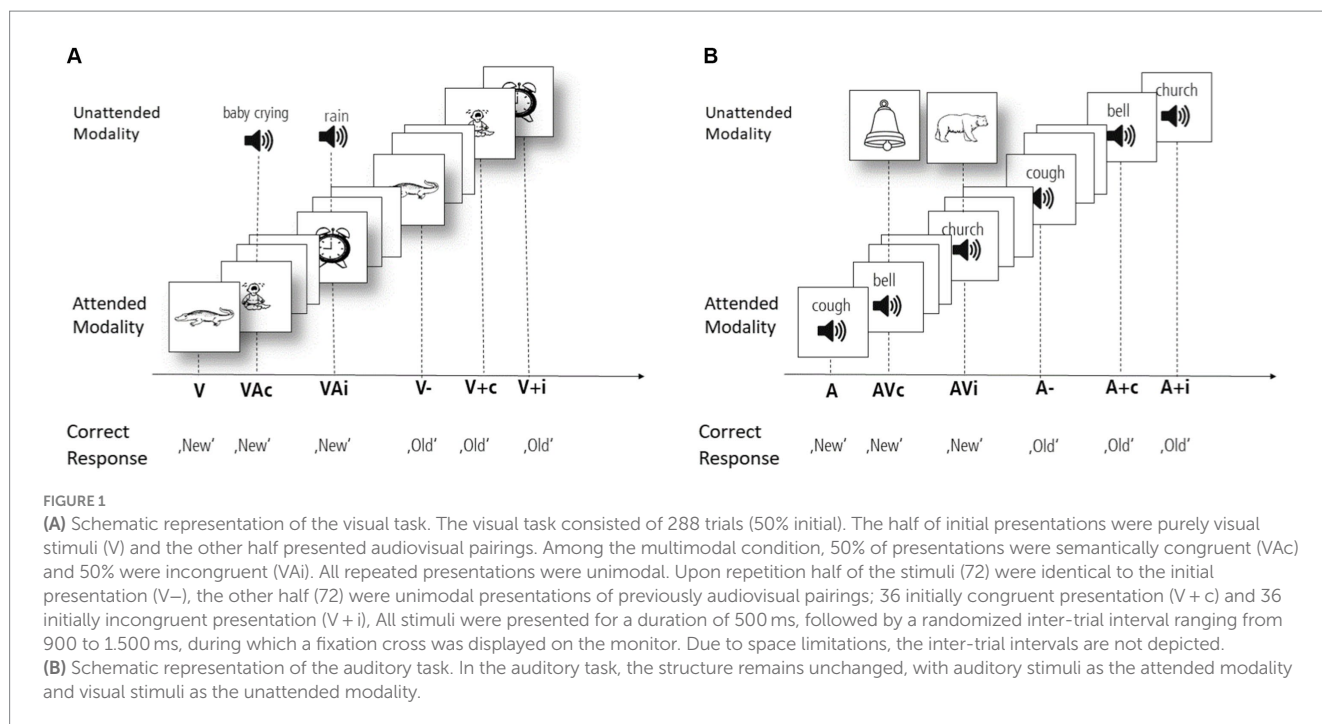 A
Unattended
Modality
baby crying
rain
Attended
Modality
V VAc VAi V- V+c V+i
Correct
Response
‚New’ ‚New’ ‚New’ ‚Old’ ‚Old’ ‚Old’
B
Unattended
Modality
church
bell
cough
church
bell
cough
Attended
Modality
A AVc AVi A- A+c A+i
Correct
Response
‚New’ ‚New’ ‚New’ ‚Old’ ‚Old’ ‚Old’
FIGURE 1
(A) Schematic representation of the visual task. The visual task consisted of 288 trials (50% initial). The half of initial presentations were purely visual
stimuli (V) and the other half presented audiovisual pairings. Among the multimodal condition, 50% of presentations were semantically congruent (VAc)
and 50% were incongruent (VAi). All repeated presentations were unimodal. Upon repetition half of the stimuli (72) were identical to the initial
presentation (V–), the other half (72) were unimodal presentations of previously audiovisual pairings; 36 initially congruent presentation (V + c) and 36
initially incongruent presentation (V + i), All stimuli were presented for a duration of 500 ms, followed by a randomized inter-trial interval ranging from
900 to 1.500 ms, during which a fixation cross was displayed on the monitor. Due to space limitations, the inter-trial intervals are not depicted.
(B) Schematic representation of the auditory task. In the auditory task, the structure remains unchanged, with auditory stimuli as the attended modality
and visual stimuli as the unattended modality.